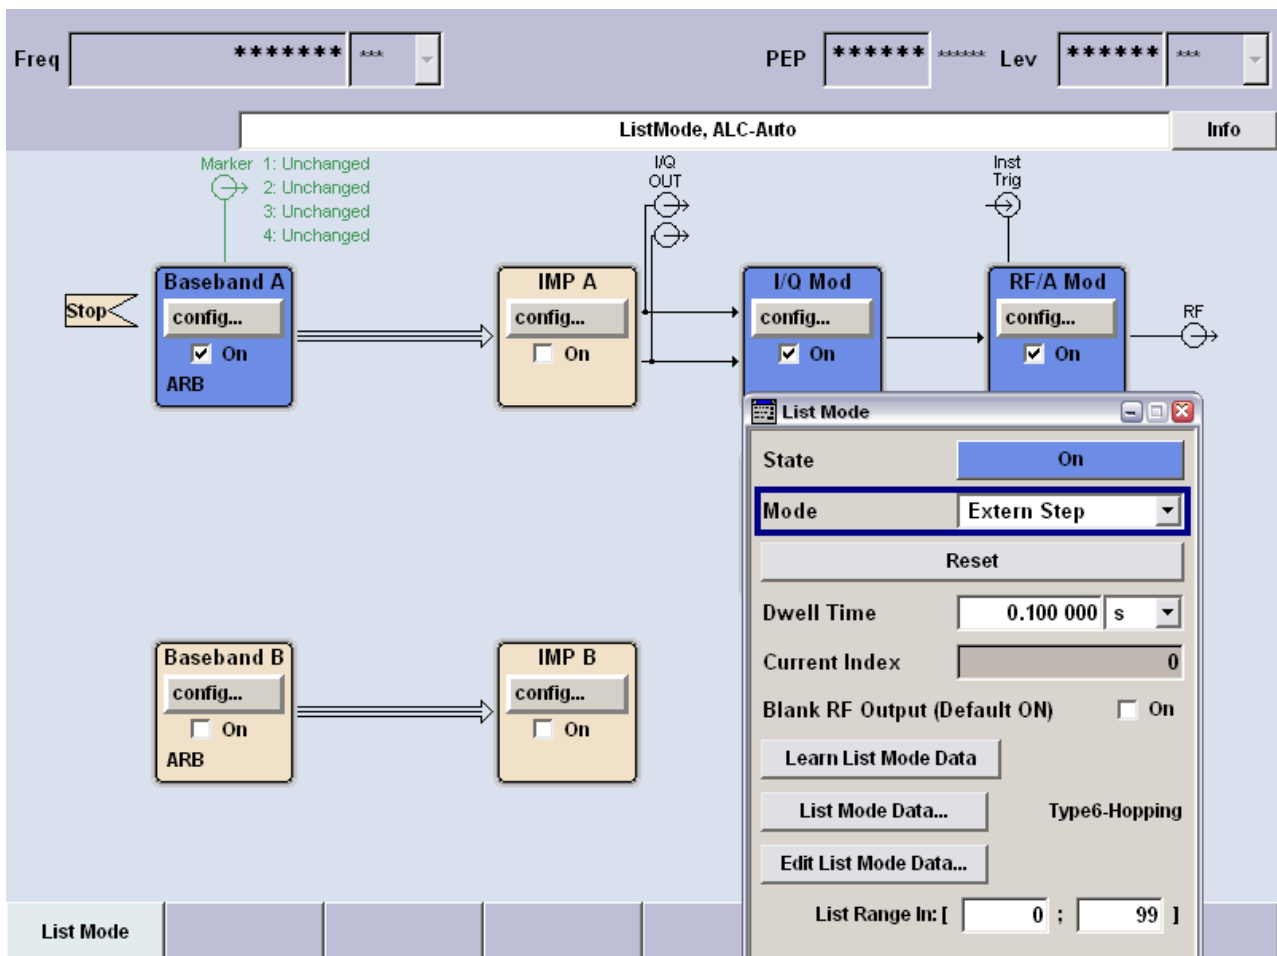 Freq ******* *** PEP ****** ****** Lev ****** ***
ListMode, ALC-Auto Info
Marker 1: Unchanged
2: Unchanged
3: Unchanged
4: Unchanged
I/Q
OUT
Inst
Trig
Stop
Baseband A
config...
On
ARB
IMP A
config...
On
I/Q Mod
config...
On
RF/A Mod
config...
On
RF
Baseband B
config...
On
ARB
IMP B
config...
On
List Mode
State On
Mode Extern Step
Reset
Dwell Time 0.100 000 s
Current Index 0
Blank RF Output (Default ON) On
Learn List Mode Data
List Mode Data... Type6-Hopping
Edit List Mode Data...
List Range In: [ 0 ; 99 ]
List Mode